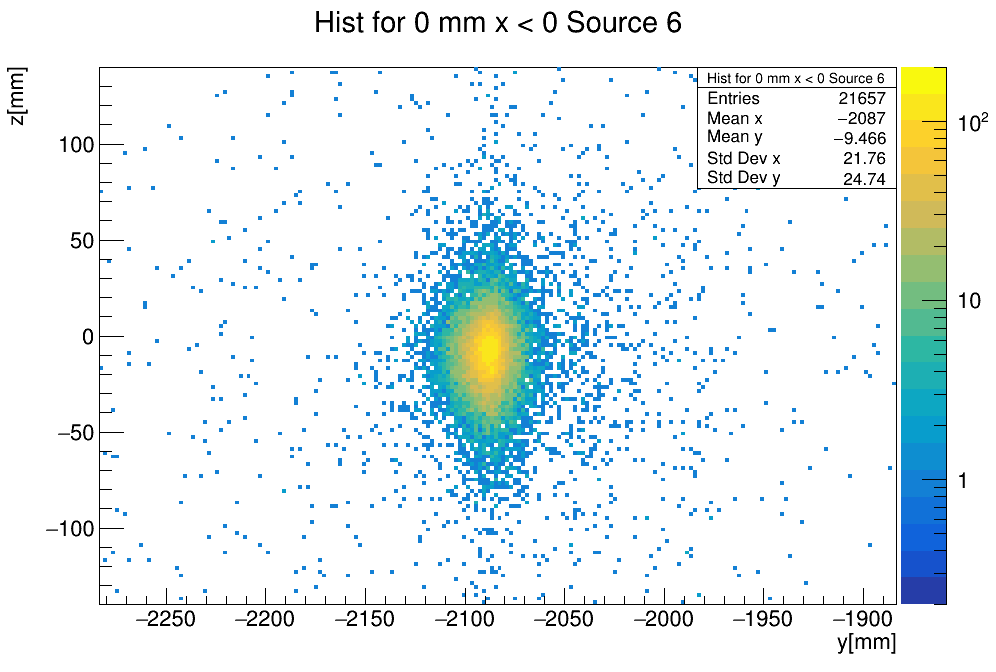 Hist for 0 mm x < 0 Source 6
z[mm]
Hist for 0 mm x < 0 Source 6
Entries 21657
Mean x −2087
Mean y −9.466
Std Dev x 21.76
Std Dev y 24.74
100
50
0
−50
−100
10²
10
1
−2250 −2200 −2150 −2100 −2050 −2000 −1950 −1900
y[mm]